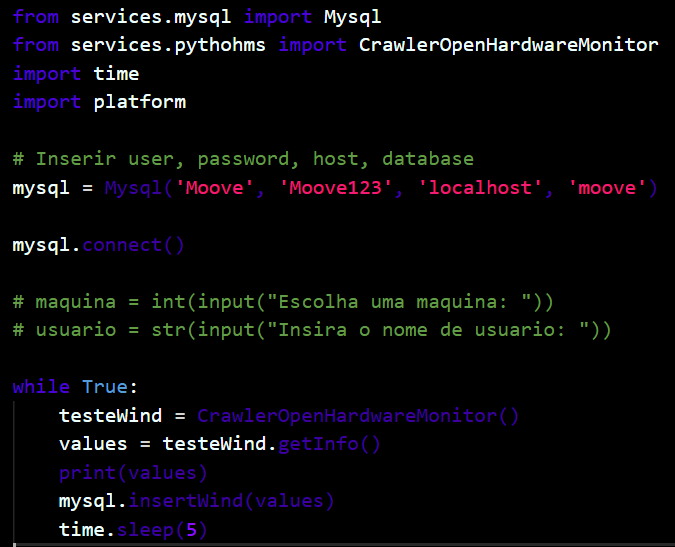 from services.mysql import Mysql
from services.pythohms import CrawlerOpenHardwareMonitor
import time
import platform
# Inserir user, password, host, database
mysql = Mysql('Moove', 'Moove123', 'localhost', 'moove')
mysql.connect()
# maquina = int(input("Escolha uma maquina: "))
# usuario = str(input("Insira o nome de usuario: "))
while True:
    testeWind = CrawlerOpenHardwareMonitor()
    values = testeWind.getInfo()
    print(values)
    mysql.insertWind(values)
    time.sleep(5)